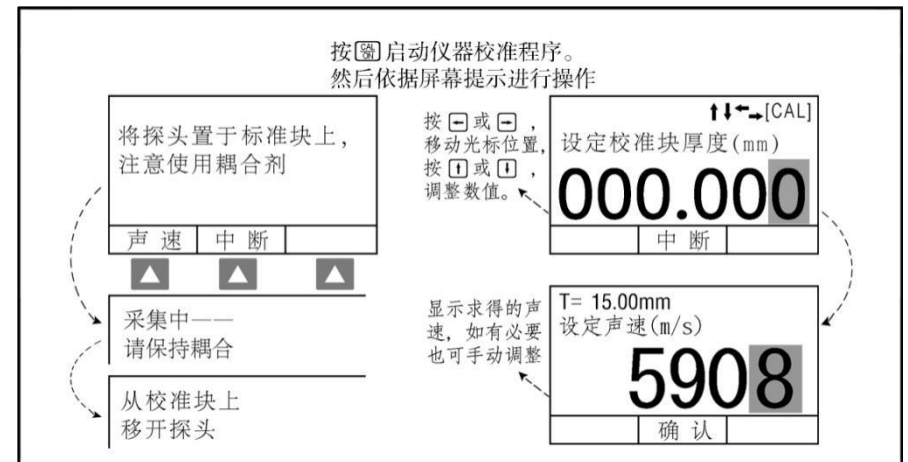 按[CAL]启动仪器校准程序。
然后依据屏幕提示进行操作
将探头置于标准块上，
注意使用耦合剂
声 速 中 断
采集中——
请保持耦合
从校准块上
移开探头
按←或→，
移动光标位置，
按↑或↓，
调整数值。
↑↓←→[CAL]
设定校准块厚度(mm)
000.000
中 断
显示求得的声
速，如有必要
也可手动调整
T= 15.00mm
设定声速(m/s)
5908
确 认